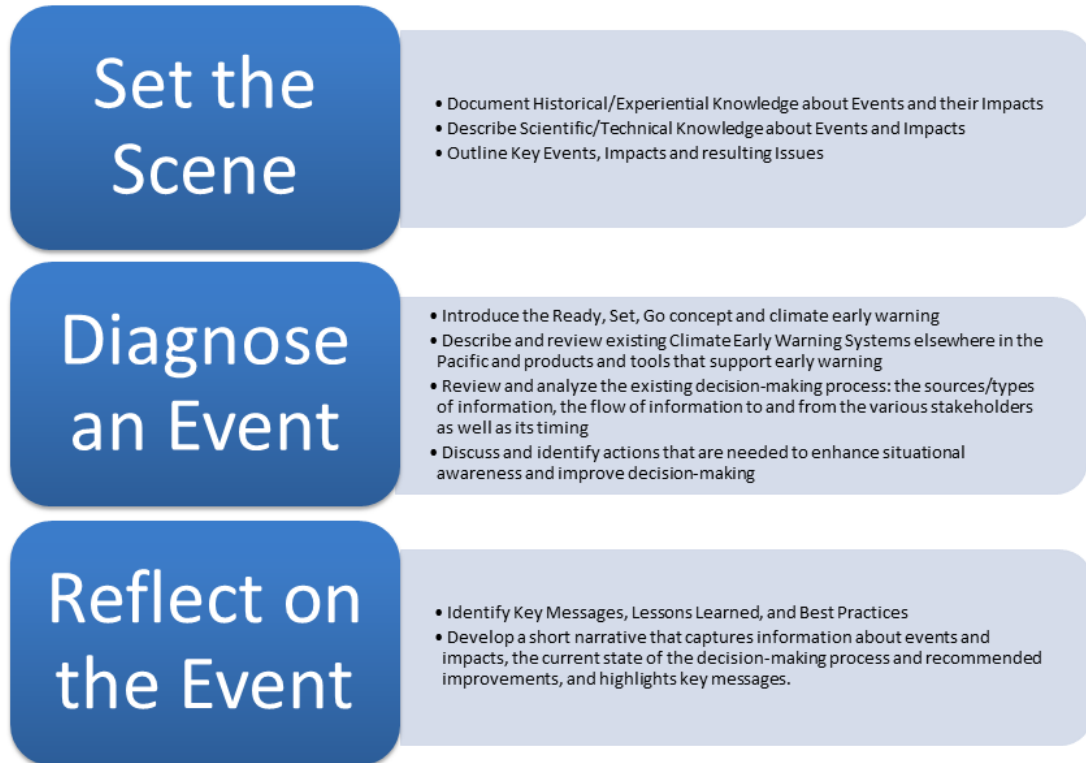 Set the
Scene
• Document Historical/Experiential Knowledge about Events and their Impacts
• Describe Scientific/Technical Knowledge about Events and Impacts
• Outline Key Events, Impacts and resulting Issues
Diagnose
an Event
• Introduce the Ready, Set, Go concept and climate early warning
• Describe and review existing Climate Early Warning Systems elsewhere in the
Pacific and products and tools that support early warning
• Review and analyze the existing decision-making process: the sources/types
of information, the flow of information to and from the various stakeholders
as well as its timing
• Discuss and identify actions that are needed to enhance situational
awareness and improve decision-making
Reflect on
the Event
• Identify Key Messages, Lessons Learned, and Best Practices
• Develop a short narrative that captures information about events and
impacts, the current state of the decision-making process and recommended
improvements, and highlights key messages.